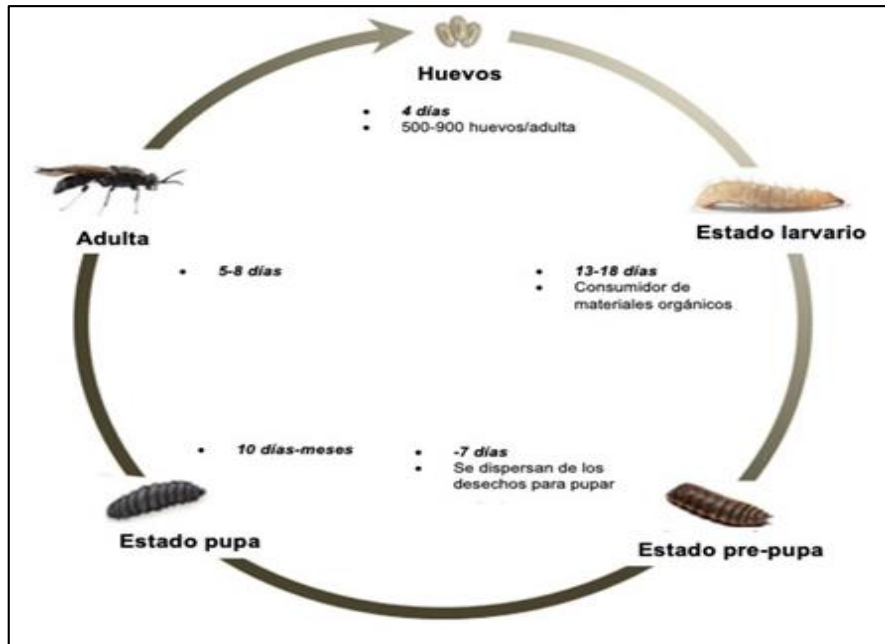 Huevos
• 4 días
• 500-900 huevos/adulta
Estado larvario
• 13-18 días
• Consumidor de
materiales orgánicos
Estado pre-pupa
• -7 días
• Se dispersan de los
desechos para pupar
Estado pupa
• 10 días-meses
Adulta
• 5-8 días